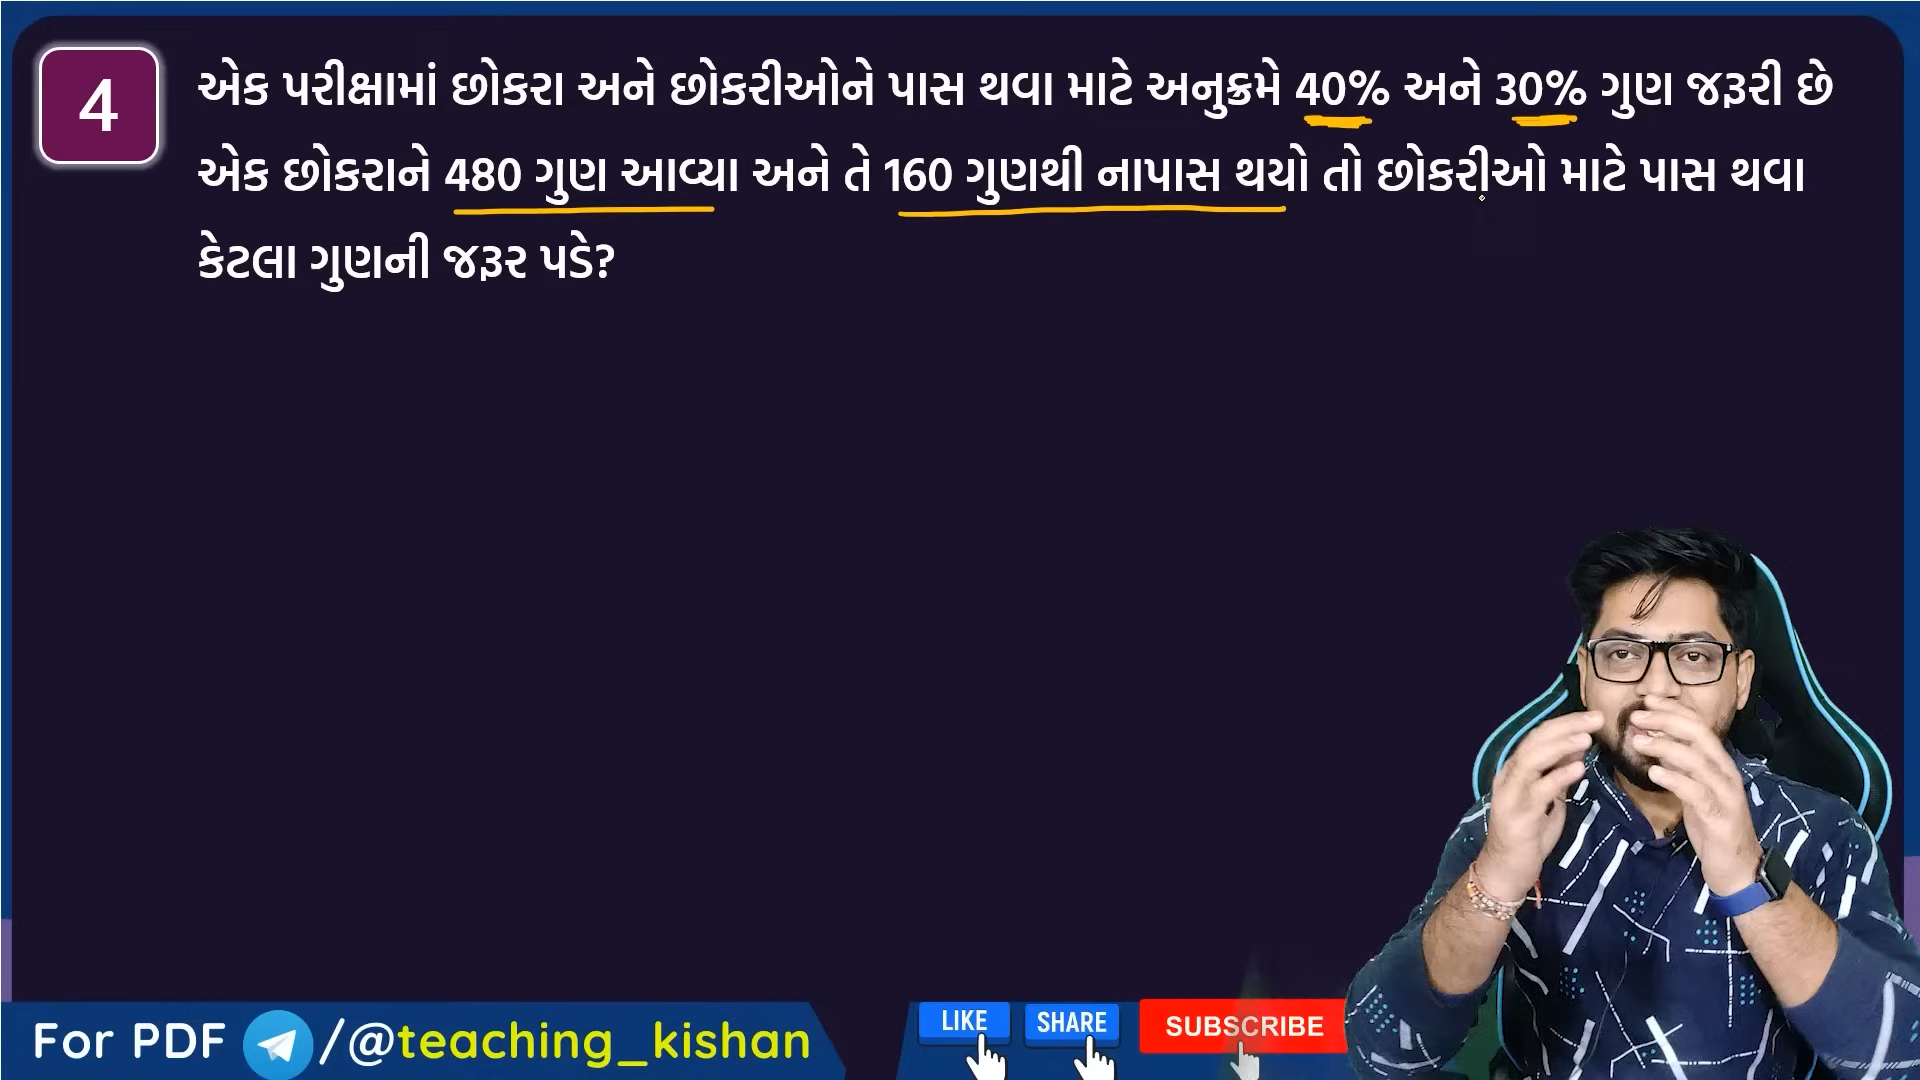 4
એક પરીક્ષામાં છોકરા અને છોકરીઓને પાસ થવા માટે અનુક્રમે 40% અને 30% ગુણ જરૂરી છે
એક છોકરાને 480 ગુણ આવ્યા અને તે 160 ગુણથી નાપાસ થયો તો છોકરીઓ માટે પાસ થવા
કેટલા ગુણની જરૂર પડે?
For PDF /@teaching_kishan
LIKE
SHARE
SUBSCRIBE